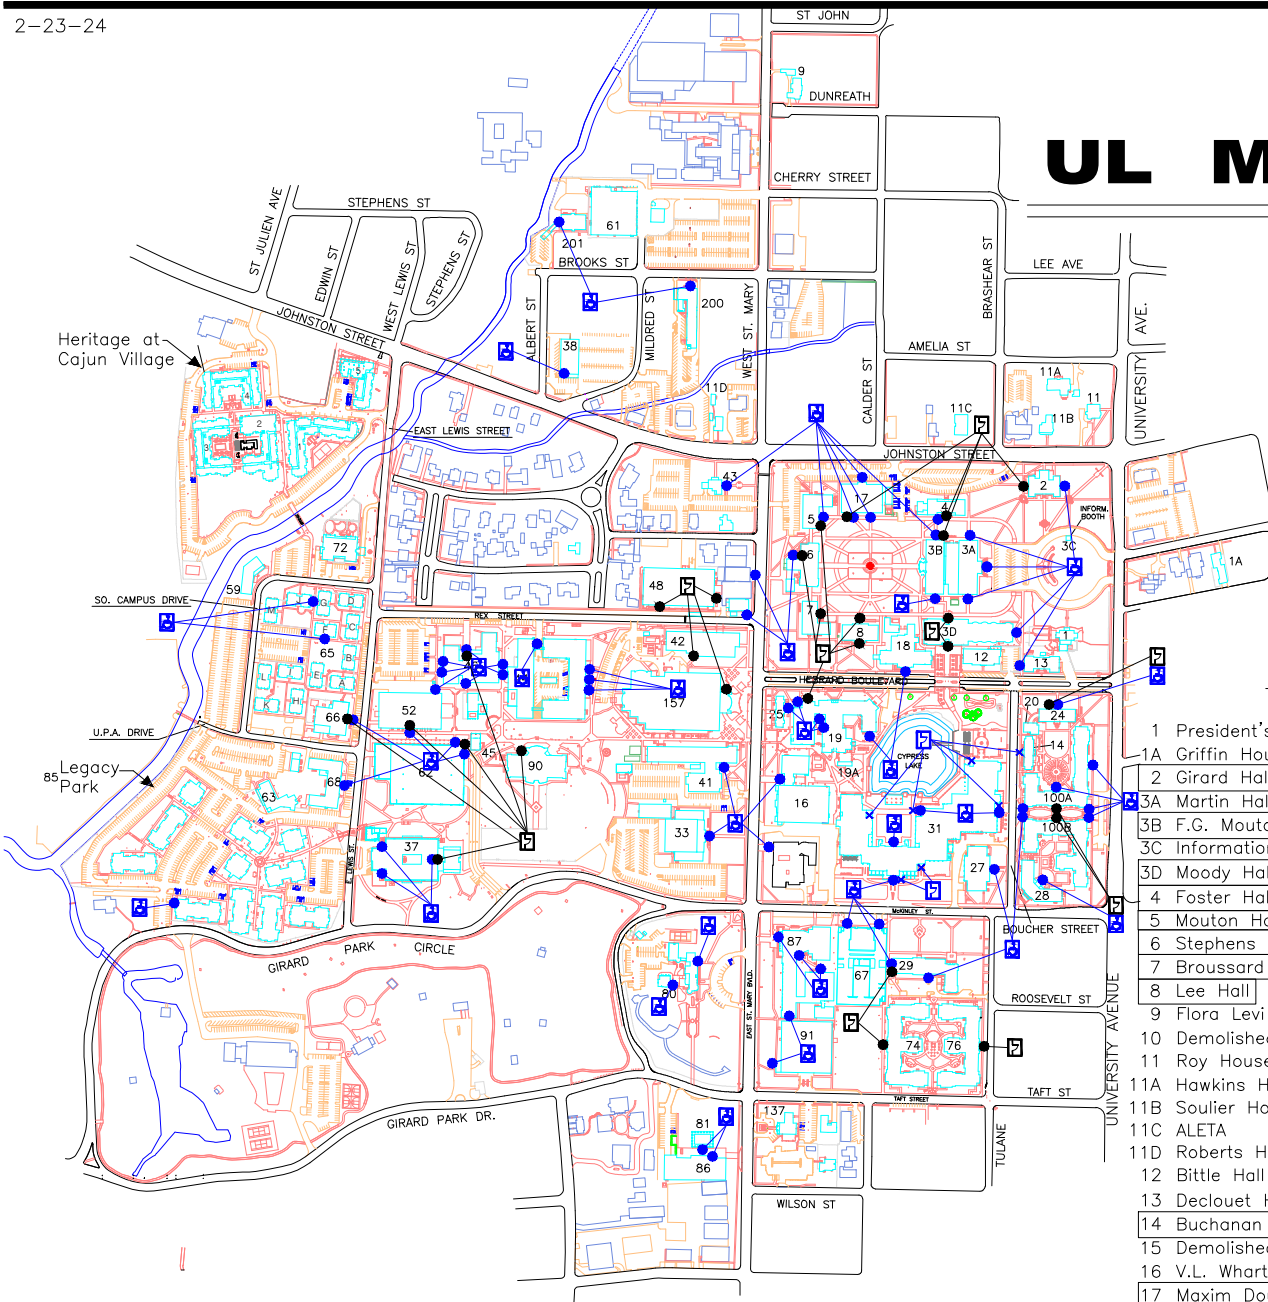 2-23-24
ST JOHN
9
DUNREATH
UL M
CHERRY STREET
ST JULIEN AVE
STEPHENS ST
EDWIN ST
WEST LEWIS ST
STEPHENS ST
61
201
BROOKS ST
BRASHEAR ST
LEE AVE
JOHNSTON STREET
ALBERT ST
MILDRED ST
200
WEST ST. MARY
UNIVERSITY AVE.
Heritage at
Cajun Village
38
AMELIA ST
CALDER ST
5
4
11D
11A
11
11C
11B
2
3
EAST LEWIS STREET
JOHNSTON STREET
43
17
2
4
5
INFORM.
BOOTH
72
3B
3A
3C
6
1A
59
48
SO. CAMPUS DRIVE
M
G
F
C
REX STREET
7
8
3D
1
42
65
B
18
12
13
E
A
L
H
K
HEBRARD BOULEVARD
66
52
157
25
20
24
U.P.A. DRIVE
45
19
14
CYPRESS
LAKE
90
19A
Legacy
Park
85
62
68
63
41
16
100A
33
31
100B
37
27
28
McKINLEY ST.
BOUCHER STREET
E. LEWIS ST.
GIRARD PARK CIRCLE
87
67
29
80
ROOSEVELT ST
EAST ST. MARY BVLD.
91
74
76
UNIVERSITY AVENUE
TAFT ST
TAFT STREET
GIRARD PARK DR.
81
137
86
TULANE
WILSON ST
1 President's
1A Griffin Hou
2 Girard Hal
3A Martin Hal
3B F.G. Mouto
3C Information
3D Moody Hal
4 Foster Hal
5 Mouton Ha
6 Stephens
7 Broussard
8 Lee Hall
9 Flora Levi
10 Demolished
11 Roy House
11A Hawkins H
11B Soulier Ho
11C ALETA
11D Roberts H
12 Bittle Hall
13 Declouet H
14 Buchanan
15 Demolished
16 V.L. Whart
17 Maxim Dou